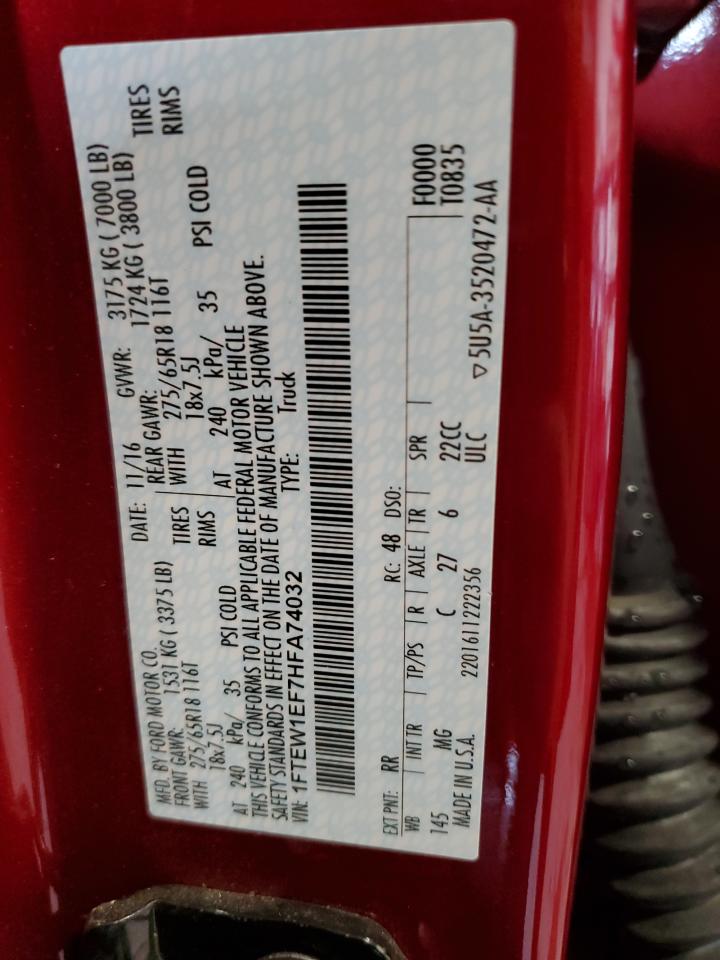 MFD. BY FORD MOTOR CO.
DATE: 11/16 GVWR: 3175 KG ( 7000 LB)
FRONT GAWR: 1531 KG ( 3375 LB)
REAR GAWR: 1724 KG ( 3800 LB)
WITH 275/65R18 116T TIRES
WITH 275/65R18 116T TIRES
18x7.5J RIMS
18x7.5J RIMS
AT 240 kPa/ 35 PSI COLD
AT 240 kPa/ 35 PSI COLD
THIS VEHICLE CONFORMS TO ALL APPLICABLE FEDERAL MOTOR VEHICLE
SAFETY STANDARDS IN EFFECT ON THE DATE OF MANUFACTURE SHOWN ABOVE.
VIN: 1FTEW1EF7HFA74032 TYPE: Truck
EXT PNT: RR RC: 48 DSO:
F0000
WB INT TR TP/PS R AXLE TR SPR T0835
145 MG C 27 6 22CC
ULC
MADE IN U.S.A. 2201611222356 ▽5U5A-3520472-AA